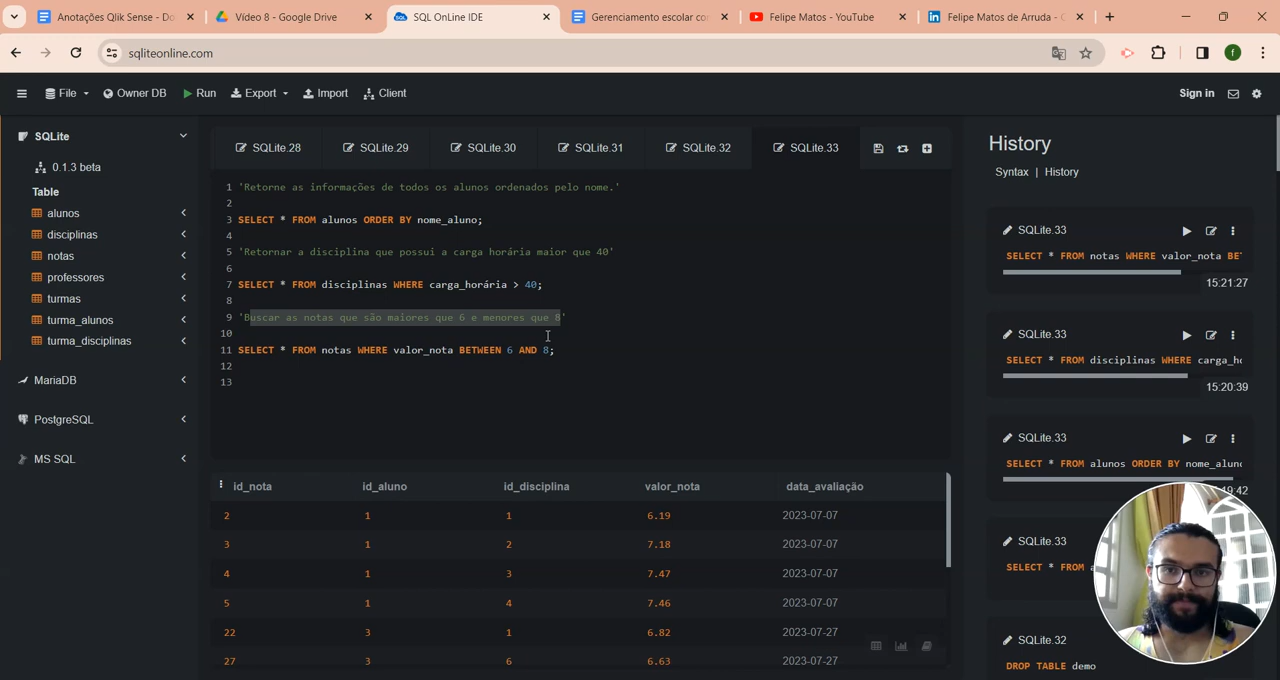 Anotações Qlik Sense - Do
Vídeo 8 - Google Drive
SQL OnLine IDE
Gerenciamento escolar co
Felipe Matos - YouTube
Felipe Matos de Arruda -
sqliteonline.com
f
File
Owner DB
Run
Export
Import
Client
Sign in
SQLite
0.1.3 beta
Table
alunos
disciplinas
notas
professores
turmas
turma_alunos
turma_disciplinas
MariaDB
PostgreSQL
MS SQL
SQLite.28
SQLite.29
SQLite.30
SQLite.31
SQLite.32
SQLite.33
1 'Retorne as informações de todos os alunos ordenados pelo nome.'
2
3 SELECT * FROM alunos ORDER BY nome_aluno;
4
5 'Retornar a disciplina que possui a carga horária maior que 40'
6
7 SELECT * FROM disciplinas WHERE carga_horária > 40;
8
9 'Buscar as notas que são maiores que 6 e menores que 8'
10
11 SELECT * FROM notas WHERE valor_nota BETWEEN 6 AND 8;
12
13
id_nota id_aluno id_disciplina valor_nota data_avaliação
2 1 1 6.19 2023-07-07
3 1 2 7.18 2023-07-07
4 1 3 7.47 2023-07-07
5 1 4 7.46 2023-07-07
22 3 1 6.82 2023-07-27
27 3 6 6.63 2023-07-27
History
Syntax | History
SQLite.33
SELECT * FROM notas WHERE valor_nota BE
15:21:27
SQLite.33
SELECT * FROM disciplinas WHERE carga_h
15:20:39
SQLite.33
SELECT * FROM alunos ORDER BY nome_alun
:49:42
SQLite.33
SELECT * FROM
SQLite.32
DROP TABLE demo